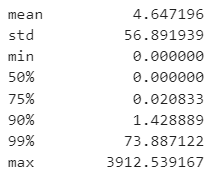 mean 4.647196
std 56.891939
min 0.000000
50% 0.000000
75% 0.020833
90% 1.428889
99% 73.887122
max 3912.539167